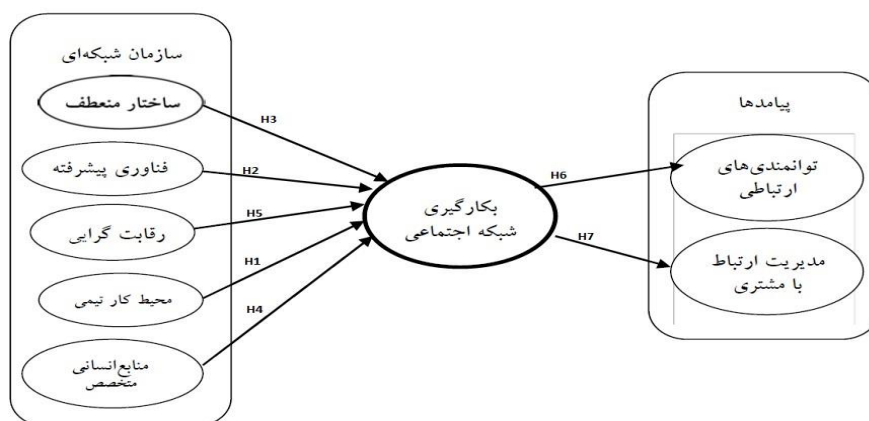 سازمان شبکه‌ای
ساختار منعطف
فناوری پیشرفته
رقابت گرایی
محیط کار تیمی
منابع‌انسانی
متخصص
H3
H2
H5
H1
H4
بکارگیری
شبکه اجتماعی
H6
H7
پیامدها
توانمندی‌های
ارتباطی
مدیریت ارتباط
با مشتری